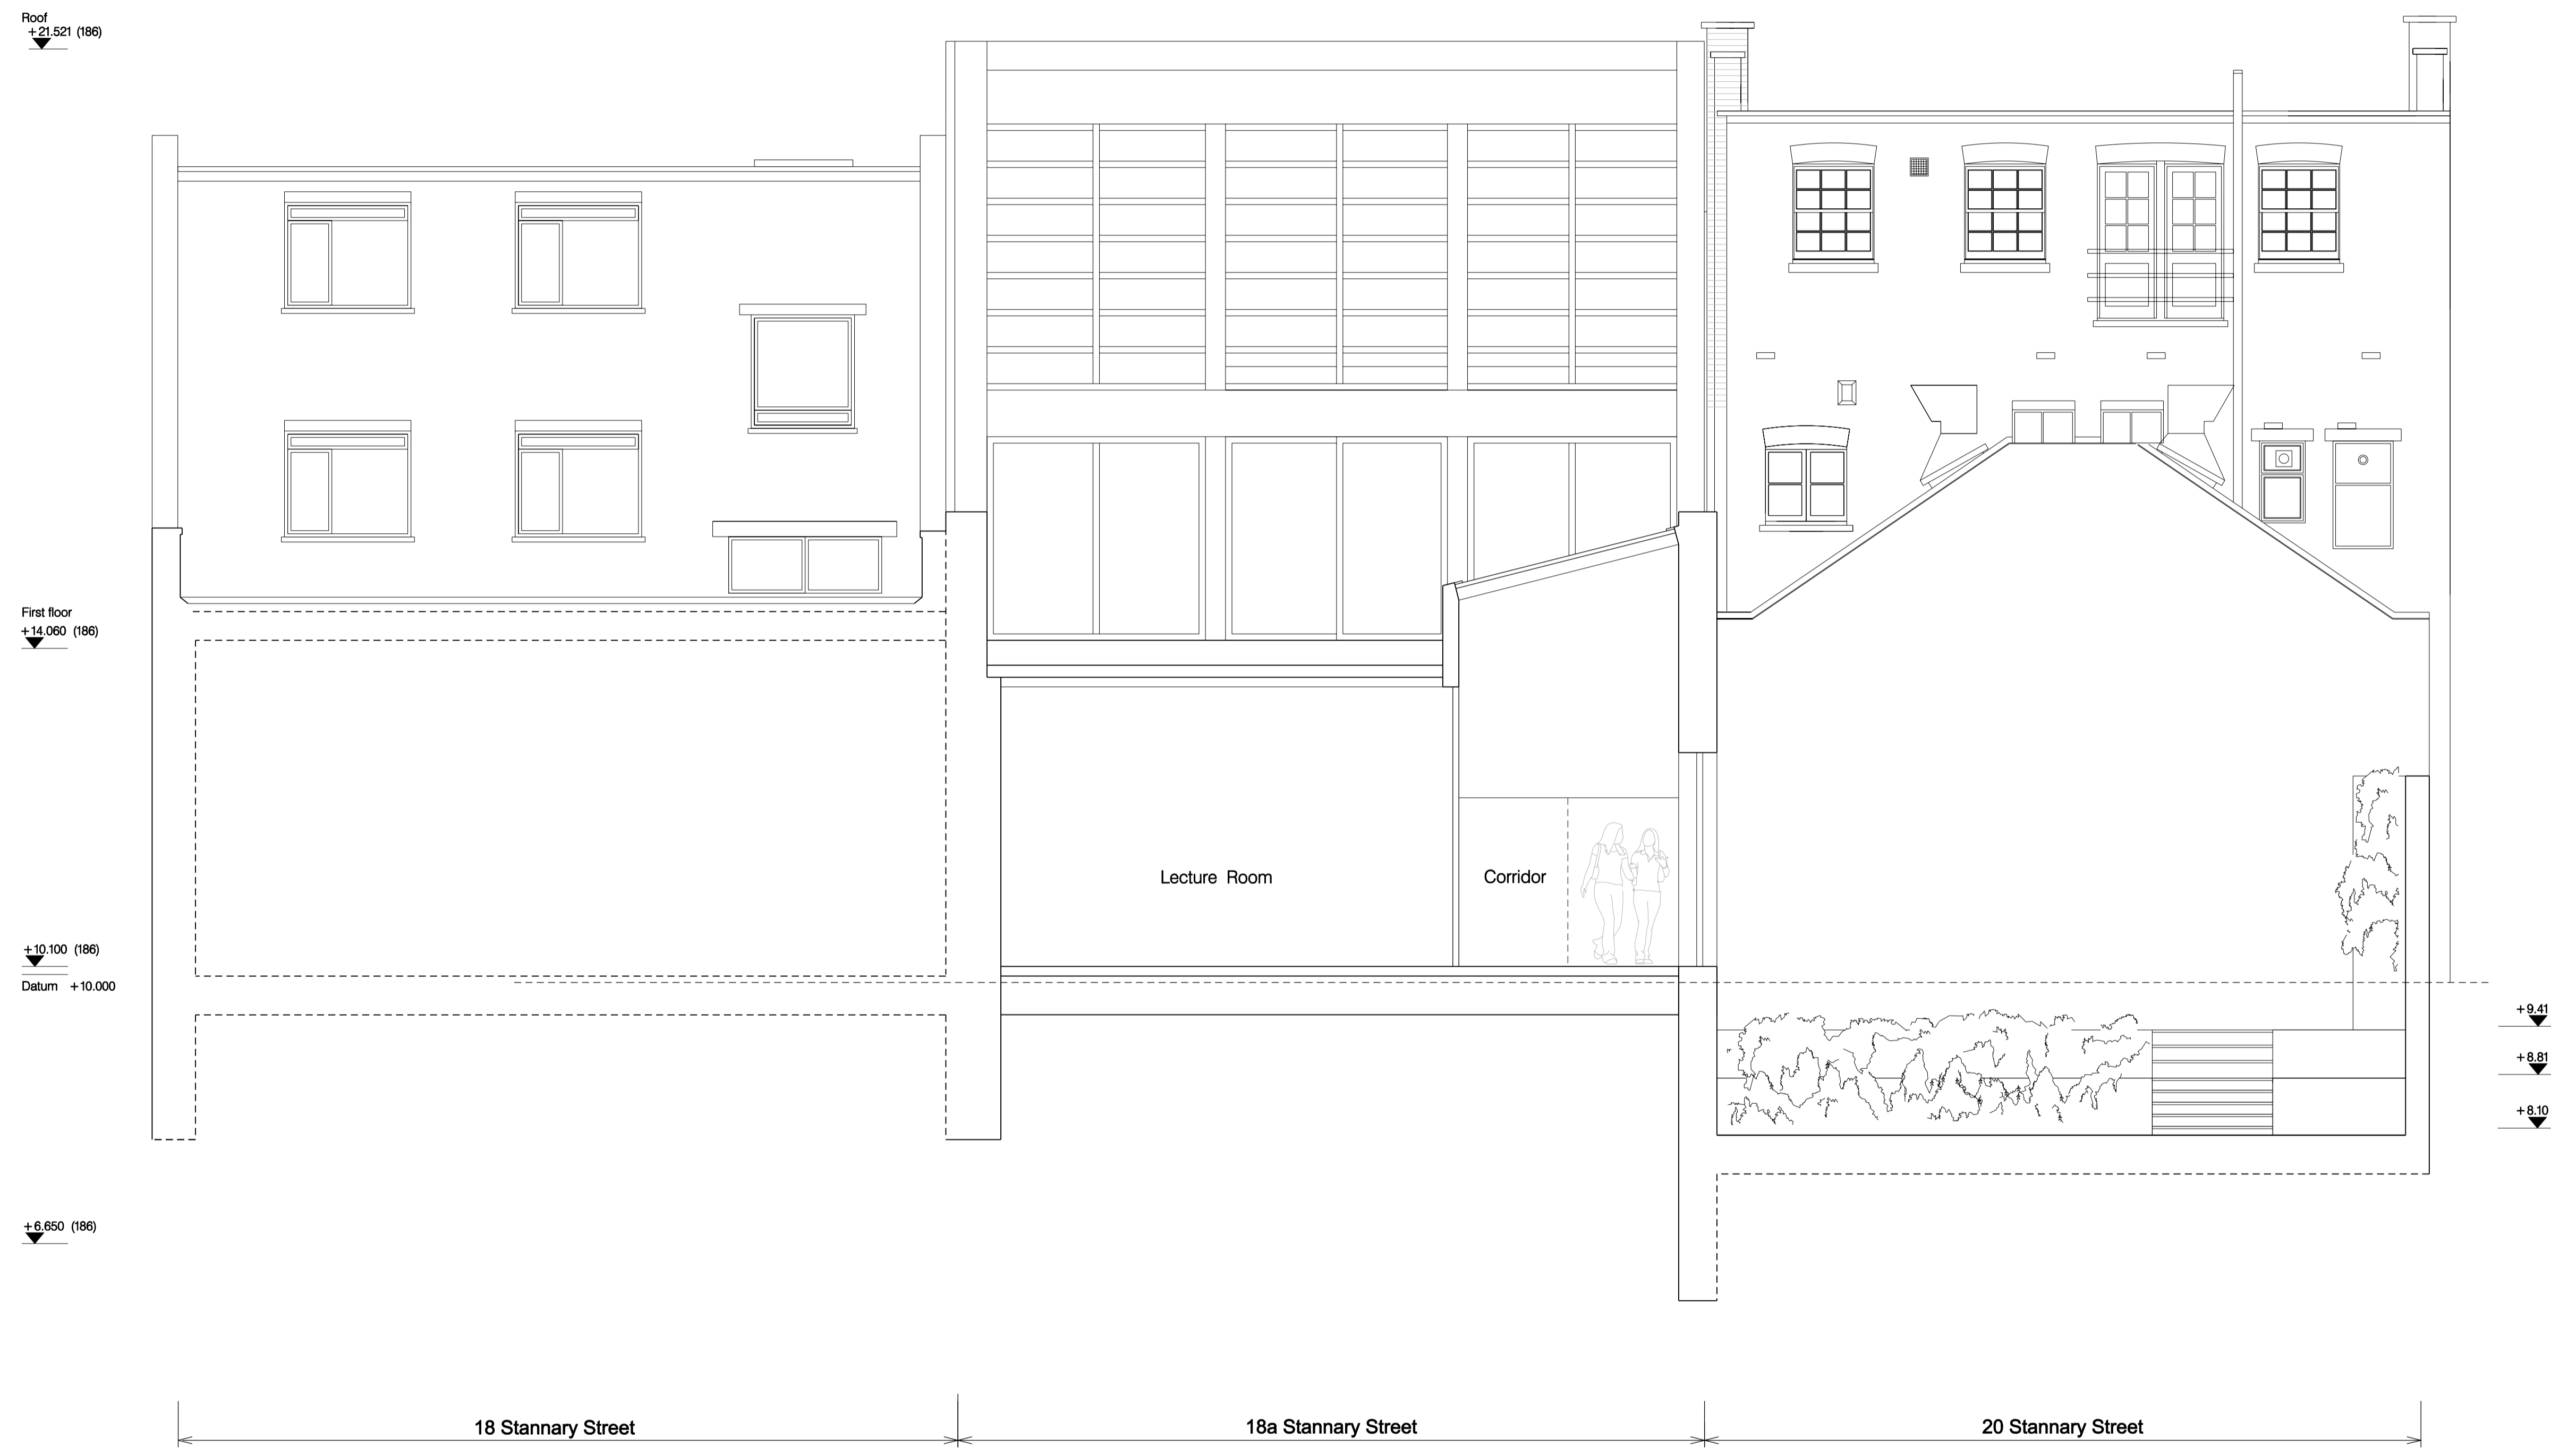 Roof
+21.521 (186)
First floor
+14.060 (186)
Lecture Room
Corridor
+10.100 (186)
Datum +10.000
+9.41
+8.81
+8.10
+6.650 (186)
18 Stannary Street
18a Stannary Street
20 Stannary Street